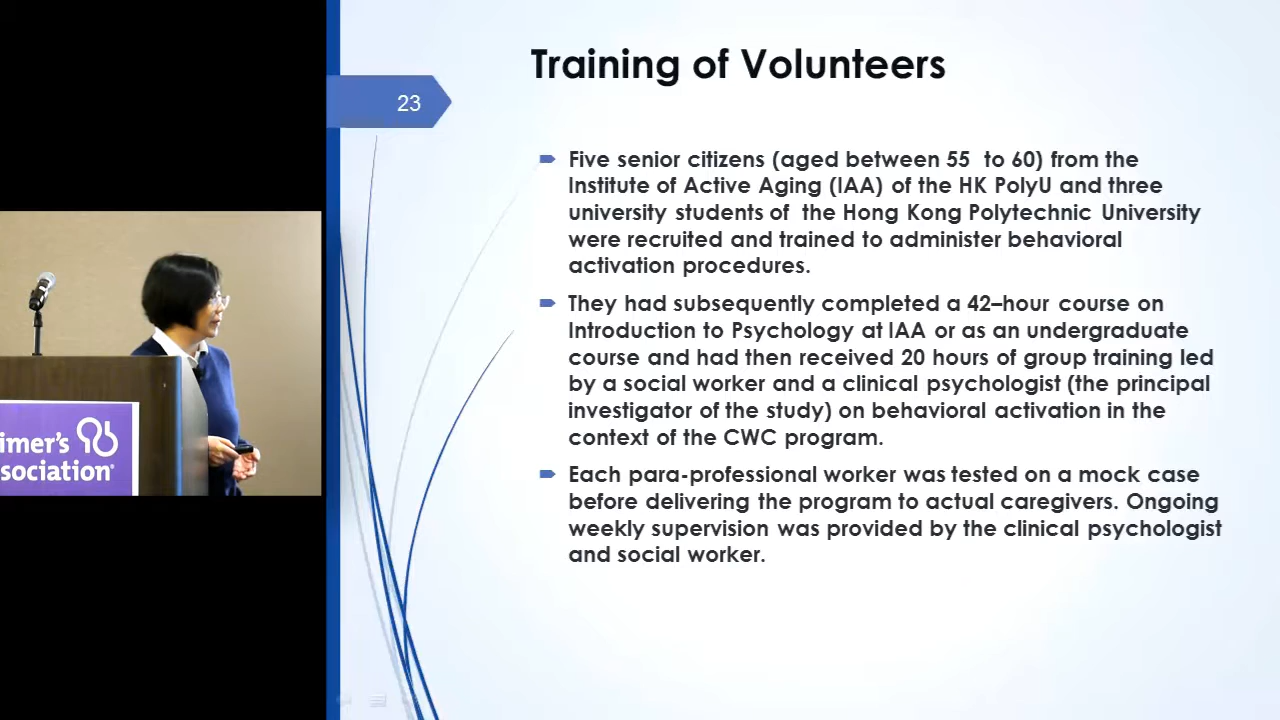 Training of Volunteers
23
Five senior citizens (aged between 55 to 60) from the
Institute of Active Aging (IAA) of the HK PolyU and three
university students of the Hong Kong Polytechnic University
were recruited and trained to administer behavioral
activation procedures.
They had subsequently completed a 42–hour course on
Introduction to Psychology at IAA or as an undergraduate
course and had then received 20 hours of group training led
by a social worker and a clinical psychologist (the principal
investigator of the study) on behavioral activation in the
context of the CWC program.
Each para-professional worker was tested on a mock case
before delivering the program to actual caregivers. Ongoing
weekly supervision was provided by the clinical psychologist
and social worker.
imer's
sociation